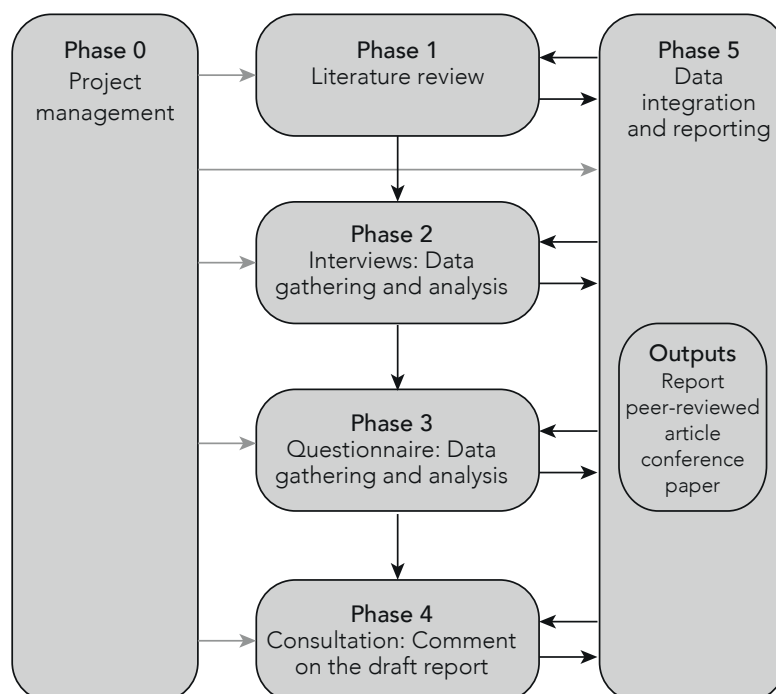 Phase 0
Project
management
Phase 1
Literature review
Phase 2
Interviews: Data
gathering and analysis
Phase 3
Questionnaire: Data
gathering and analysis
Phase 4
Consultation: Comment
on the draft report
Phase 5
Data
integration
and reporting
Outputs
Report
peer-reviewed
article
conference
paper